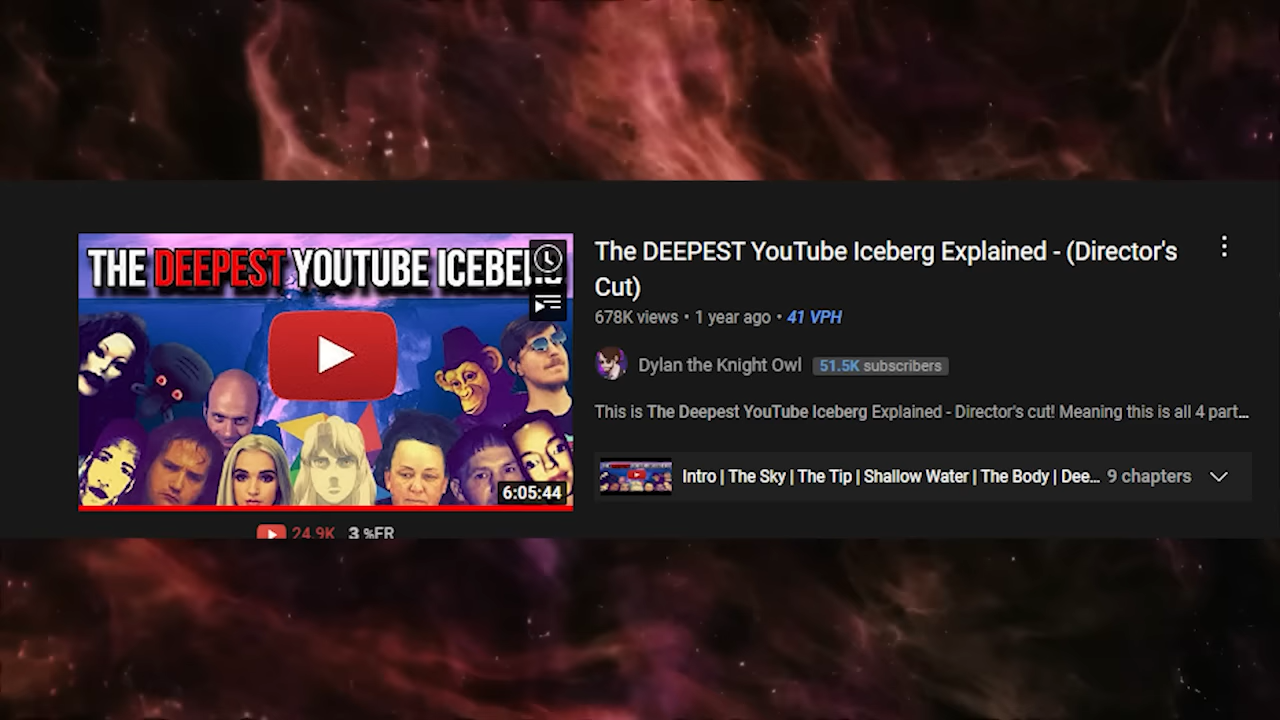 THE DEEPEST YOUTUBE ICEBE
The DEEPEST YouTube Iceberg Explained - (Director's
Cut)
678K views • 1 year ago • 41 VPH
Dylan the Knight Owl 51.5K subscribers
This is The Deepest YouTube Iceberg Explained - Director's cut! Meaning this is all 4 part...
6:05:44
Intro | The Sky | The Tip | Shallow Water | The Body | Dee... 9 chapters
24.9K 3 %ER